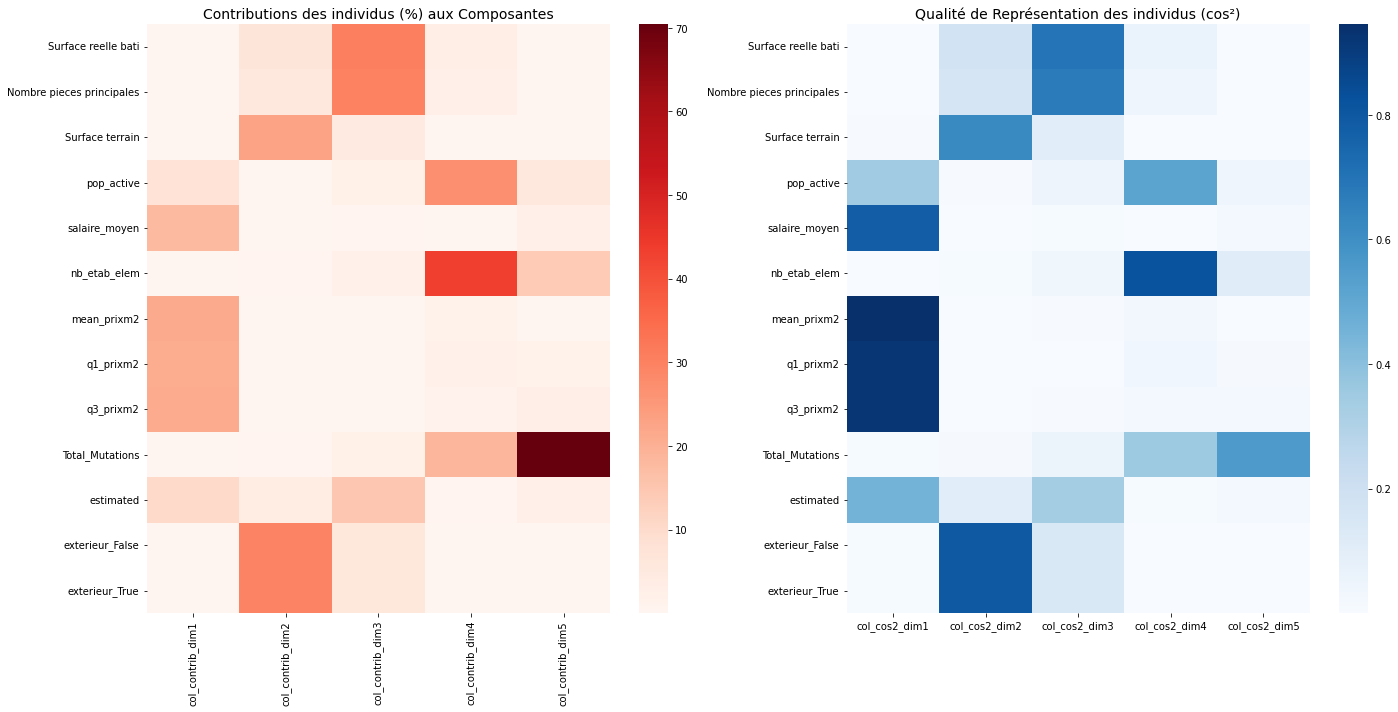 Contributions des individus (%) aux Composantes
Surface reelle bati
Nombre pieces principales
Surface terrain
pop_active
salaire_moyen
nb_etab_elem
mean_prixm2
q1_prixm2
q3_prixm2
Total_Mutations
estimated
exterieur_False
exterieur_True
col_contrib_dim1
col_contrib_dim2
col_contrib_dim3
col_contrib_dim4
col_contrib_dim5
70
60
50
40
30
20
10
Qualité de Représentation des individus (cos²)
Surface reelle bati
Nombre pieces principales
Surface terrain
pop_active
salaire_moyen
nb_etab_elem
mean_prixm2
q1_prixm2
q3_prixm2
Total_Mutations
estimated
exterieur_False
exterieur_True
col_cos2_dim1
col_cos2_dim2
col_cos2_dim3
col_cos2_dim4
col_cos2_dim5
0.8
0.6
0.4
0.2